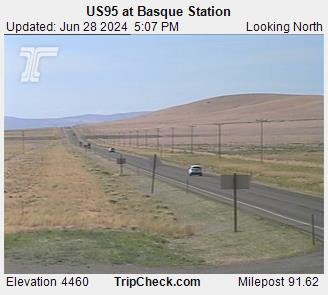 US95 at Basque Station
Updated: Jun 28 2024 5:07 PM Looking North
Elevation 4460 TripCheck.com Milepost 91.62